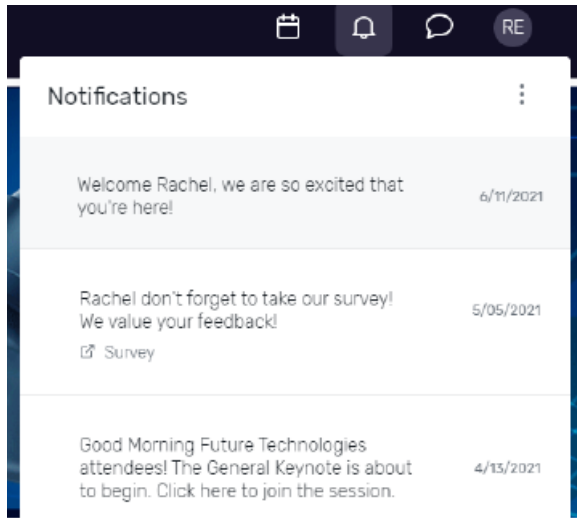 RE
Notifications
Welcome Rachel, we are so excited that
you're here!
6/11/2021
Rachel don't forget to take our survey!
We value your feedback!
5/05/2021
Survey
Good Morning Future Technologies
attendees! The General Keynote is about
to begin. Click here to join the session.
4/13/2021